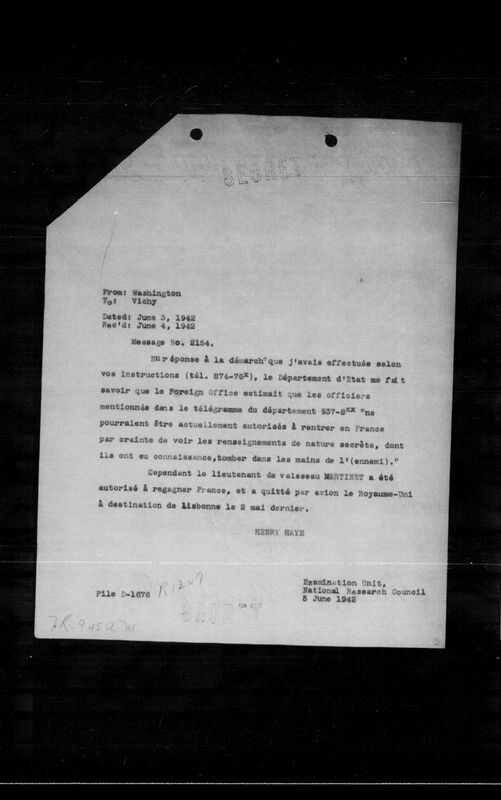 From: Washington
To: Vichy
Dated: June 3, 1942
Rec'd: June 4, 1942
Message No. 2184.
En réponse à la démarch° que j'avais effectuée selon
vos instructions (tél. 874-76x), le Département d'Etat me fait
savoir que le Foreign Office estimait que les officiers
mentionnés dans le télégramme du département 937-8xx "ne
pourraient être actuellement autorisés à rentrer en France
par crainte de voir les renseignements de nature secrète, dont
ils ont eu connaissance,tomber dans les mains de l'(ennemi)."
Cependant le lieutenant de vaisseau MARTINET a été
autorisé à regagner France, et a quitté par avion le Royaume-Uni
à destination de Lisbonne le 2 mai dernier.
HENRY HAYE
File D-1676
R1207
Examination Unit,
National Research Council
5 June 1942
3